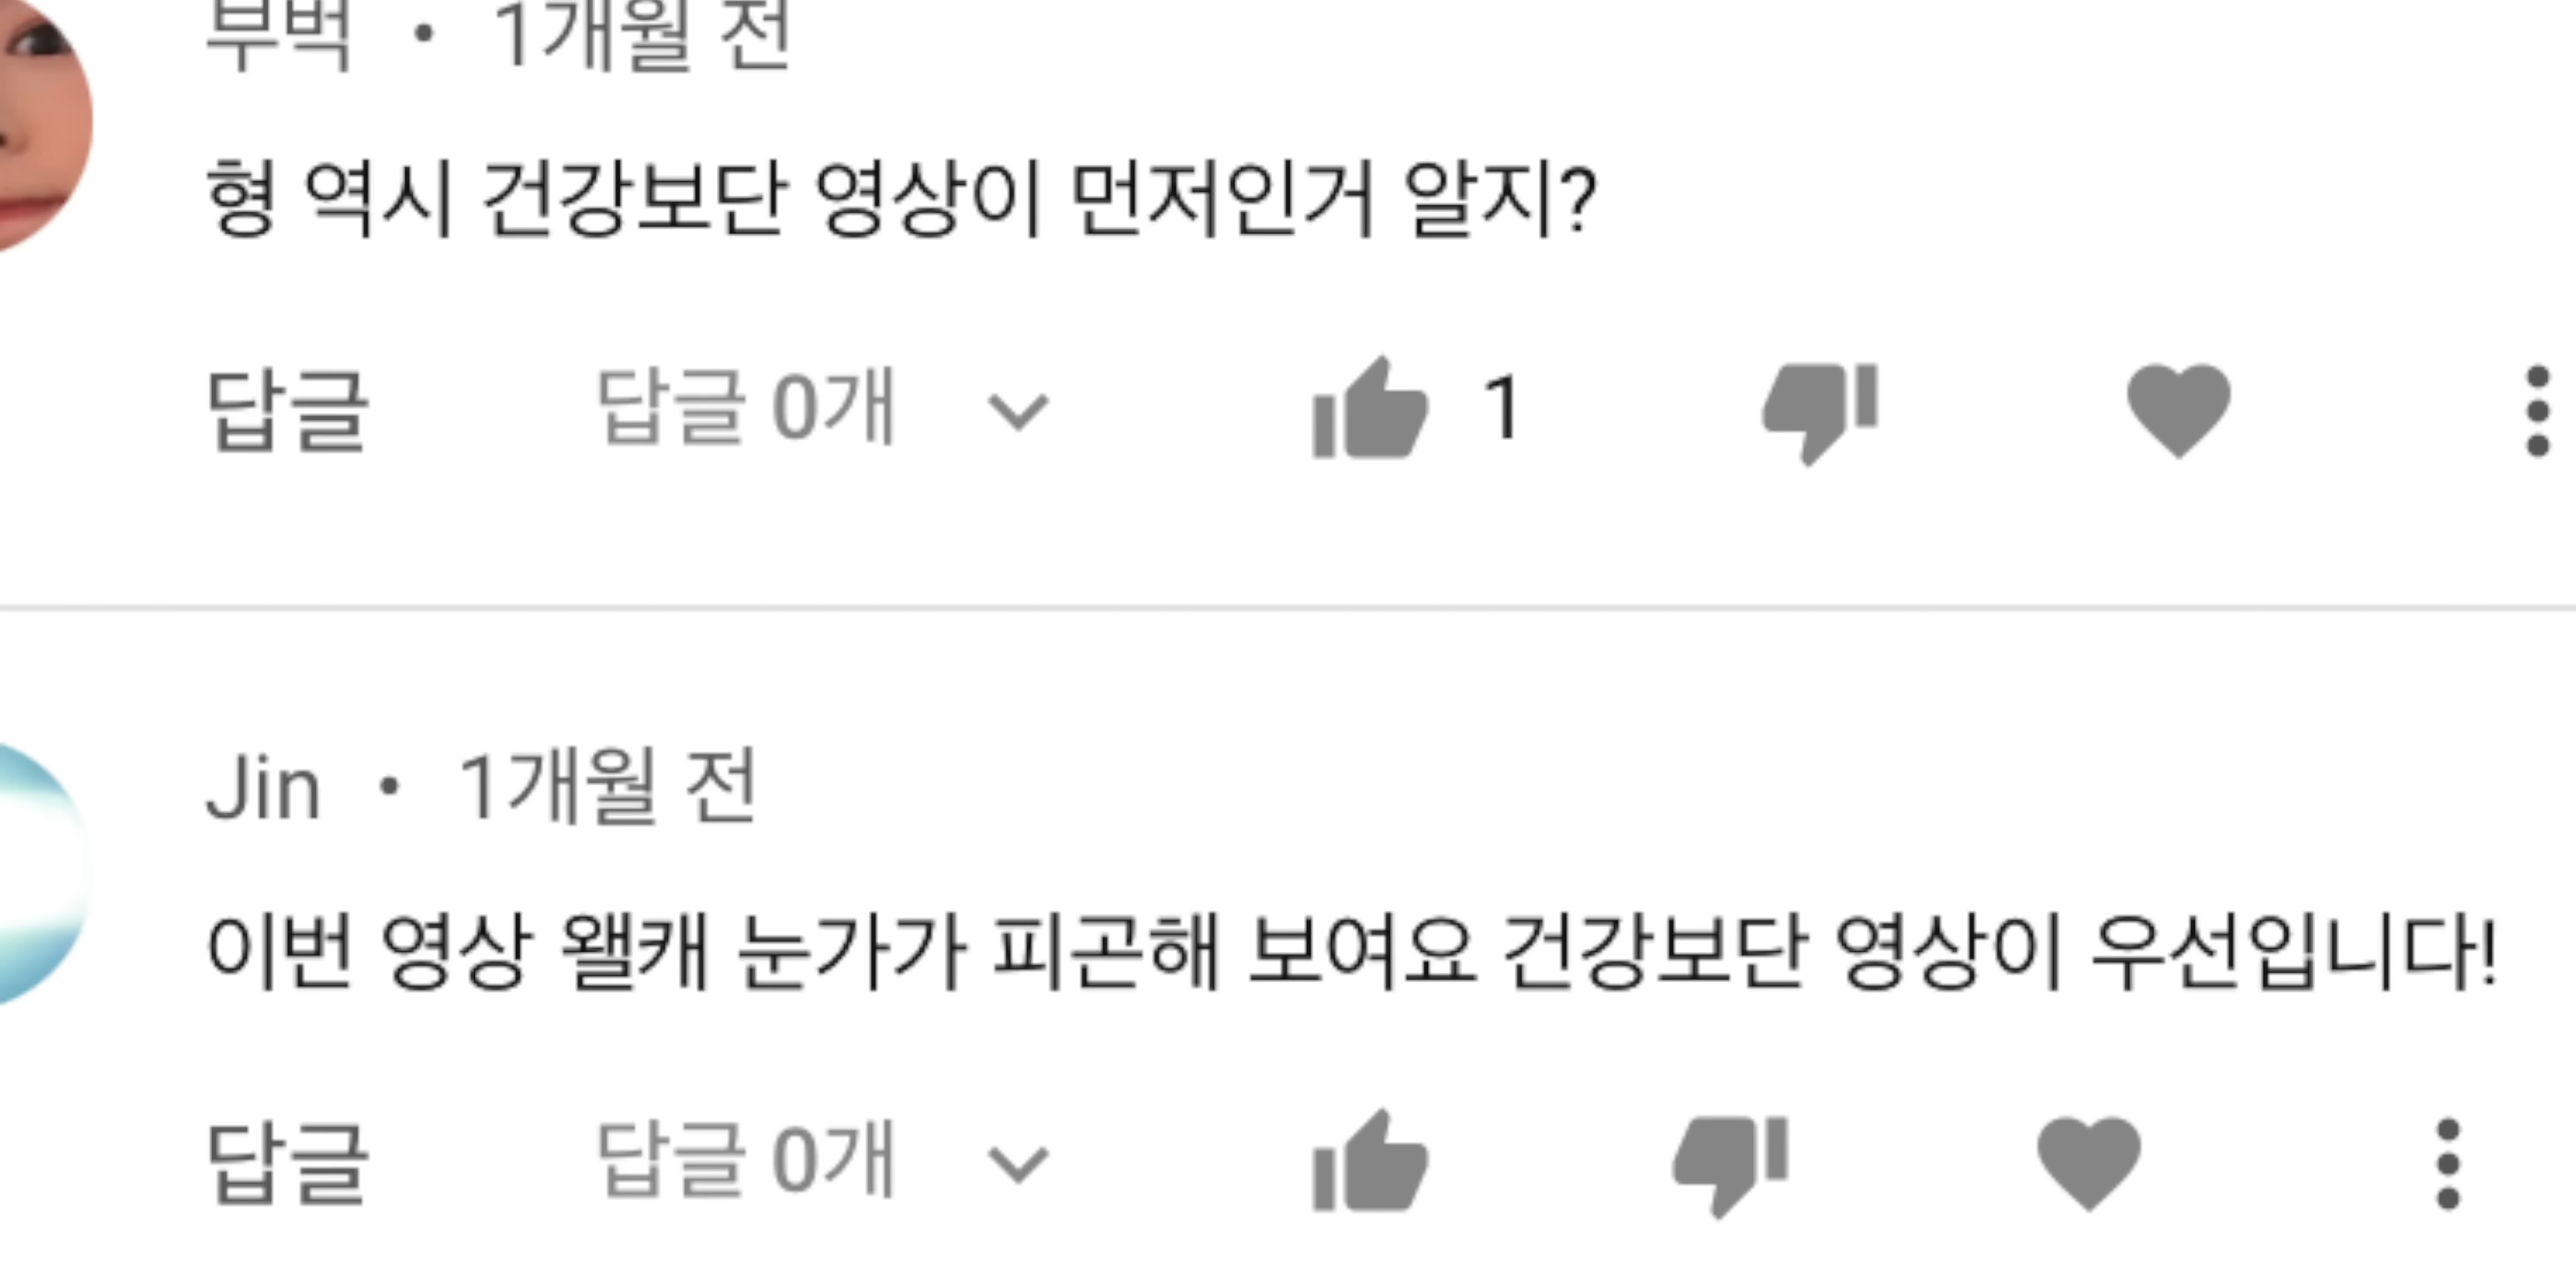 부벅 • 1개월 전
형 역시 건강보단 영상이 먼저인거 알지?
답글 답글 0개 1
Jin • 1개월 전
이번 영상 왤캐 눈가가 피곤해 보여요 건강보단 영상이 우선입니다!
답글 답글 0개